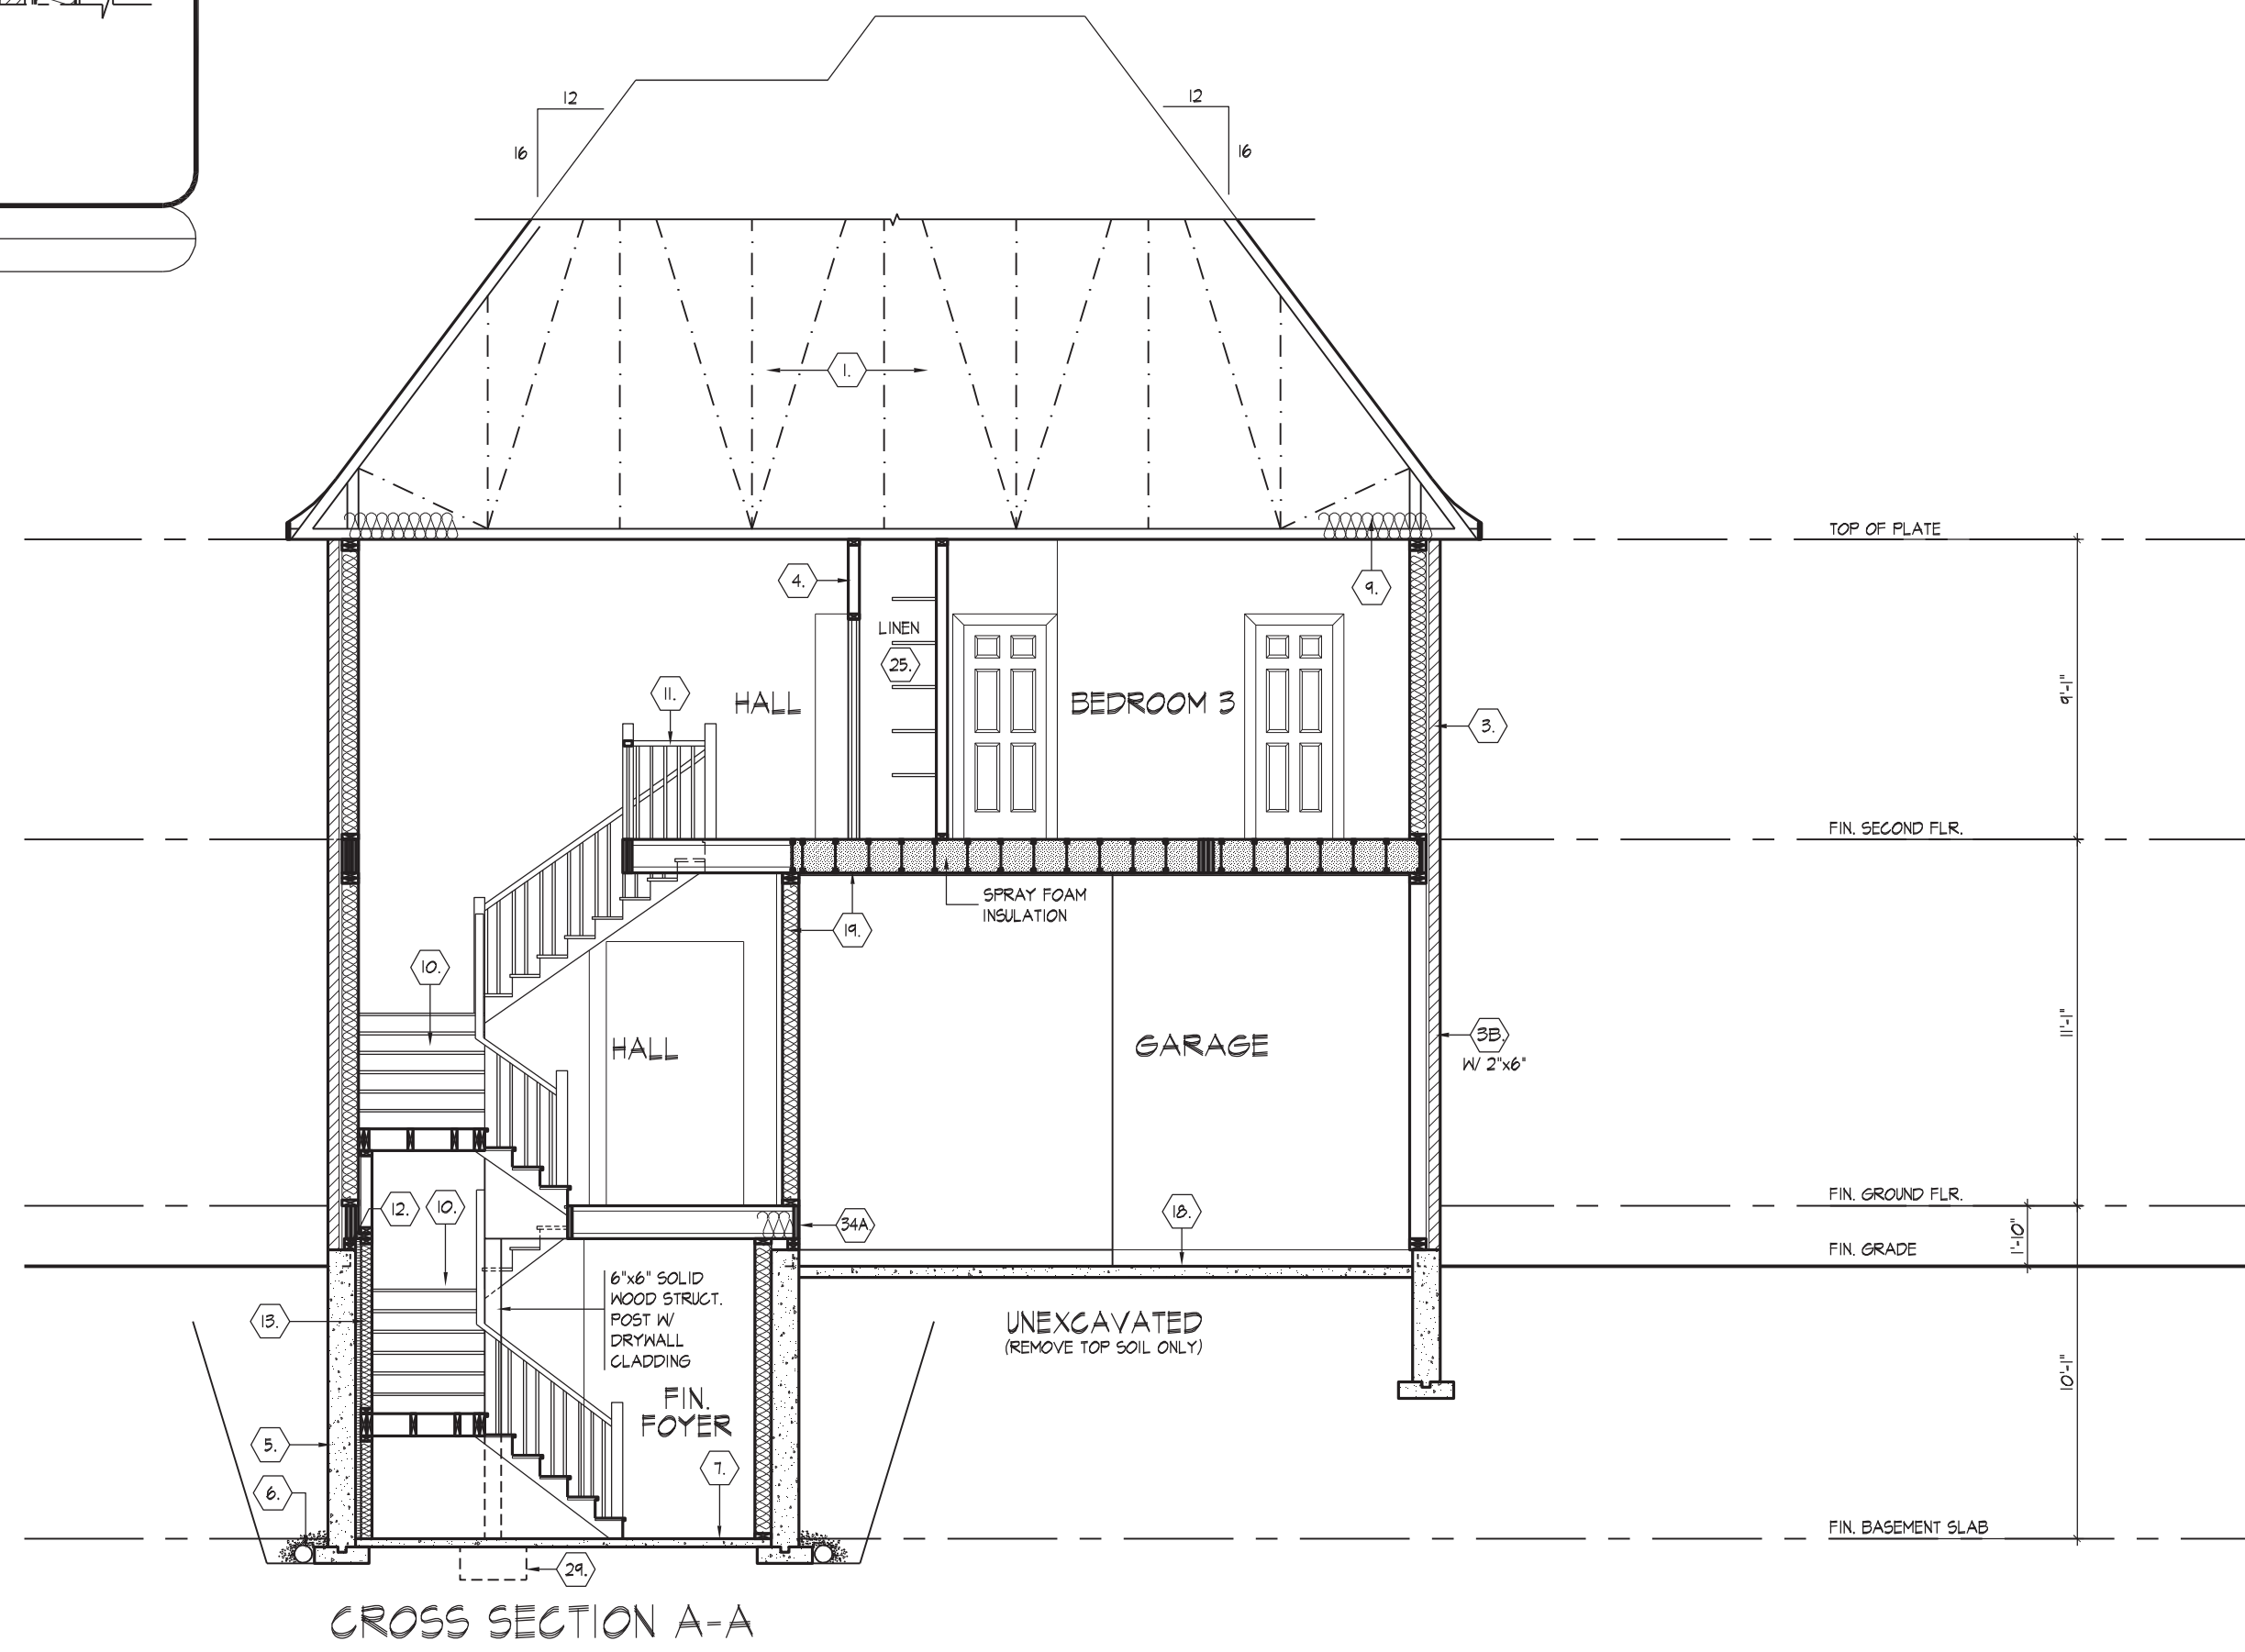 12
16
12
16
1.
TOP OF PLATE
4.
9.
LINEN
25.
11.
HALL
BEDROOM 3
3.
9'-1"
FIN. SECOND FLR.
SPRAY FOAM
INSULATION
19.
10.
HALL
GARAGE
3B.
W/ 2"x6"
11'-1"
12.
10.
34A.
18.
FIN. GROUND FLR.
1'-10"
FIN. GRADE
6"x6" SOLID
WOOD STRUCT.
POST W/
DRYWALL
CLADDING
13.
UNEXCAVATED
(REMOVE TOP SOIL ONLY)
10'-1"
FIN.
FOYER
5.
7.
6.
FIN. BASEMENT SLAB
29.
CROSS SECTION A-A